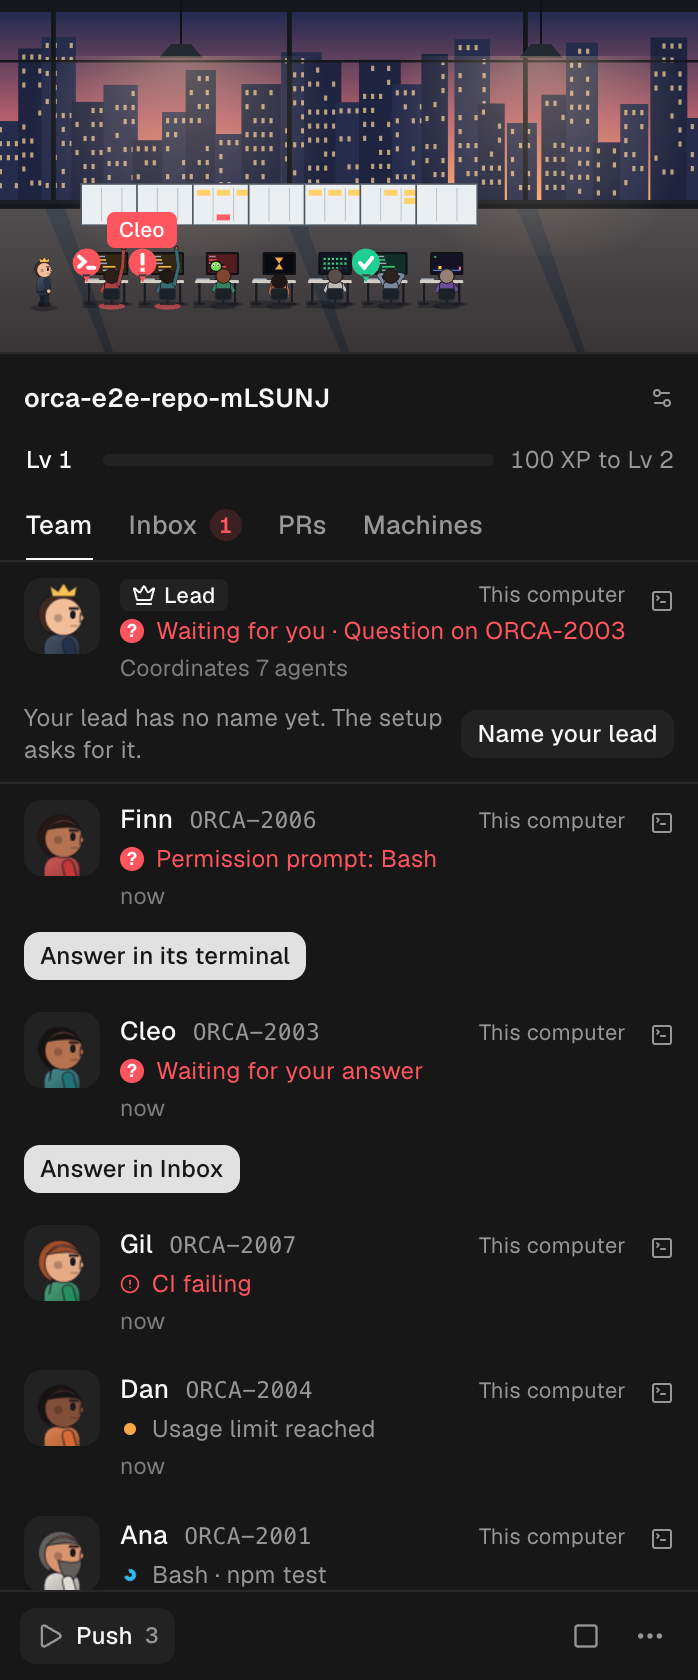 Cleo
orca-e2e-repo-mLSUNJ
Lv 1
100 XP to Lv 2
Team
Inbox 1
PRs
Machines
Lead
This computer
? Waiting for you · Question on ORCA-2003
Coordinates 7 agents
Your lead has no name yet. The setup
asks for it.
Name your lead
Finn ORCA-2006
This computer
? Permission prompt: Bash
now
Answer in its terminal
Cleo ORCA-2003
This computer
? Waiting for your answer
now
Answer in Inbox
Gil ORCA-2007
This computer
CI failing
now
Dan ORCA-2004
This computer
Usage limit reached
now
Ana ORCA-2001
This computer
Bash · npm test
Push 3